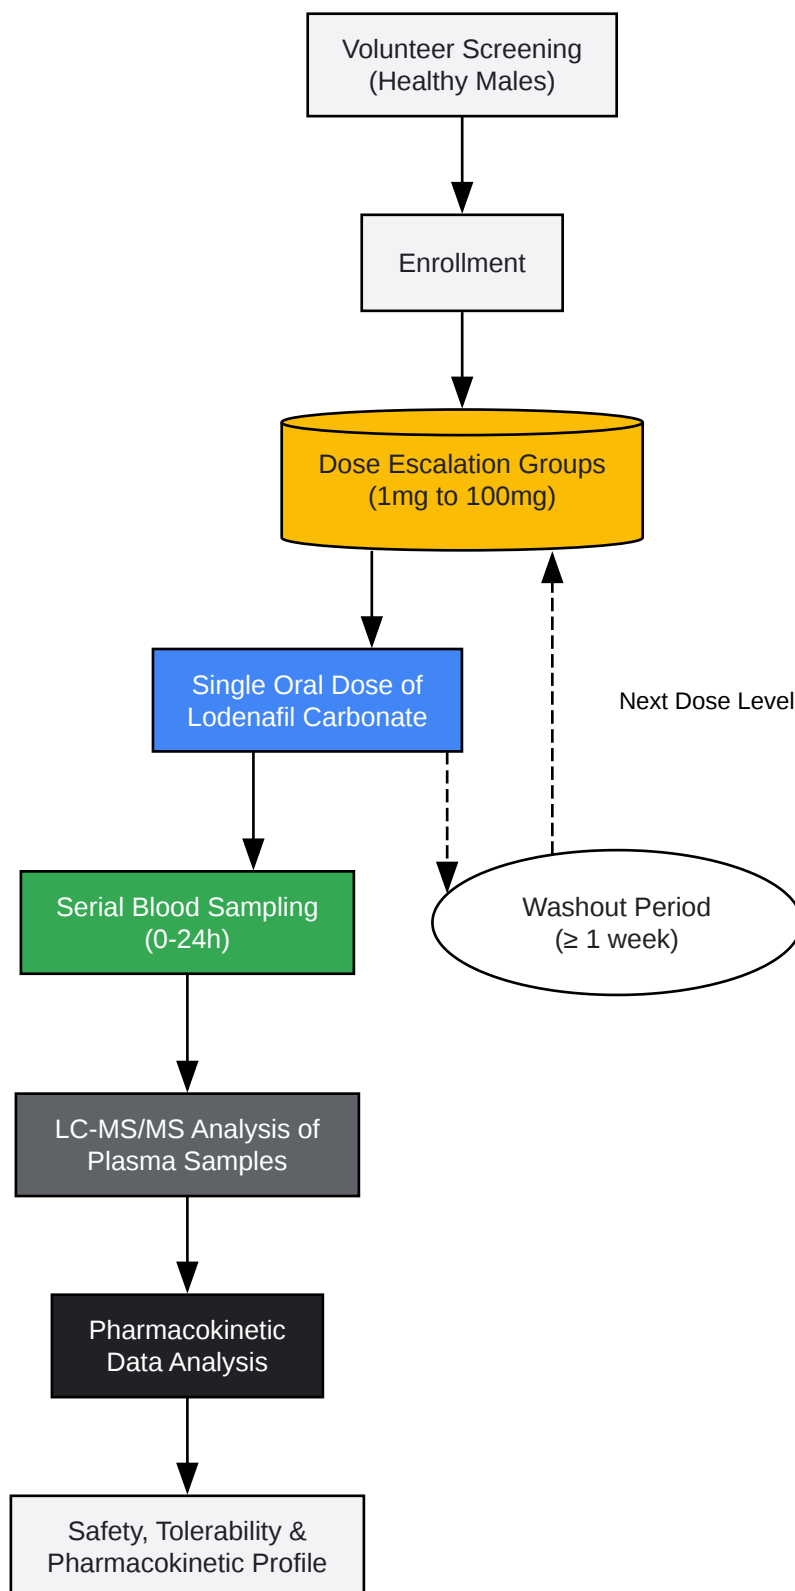 Volunteer Screening
(Healthy Males)
Enrollment
Dose Escalation Groups
(1mg to 100mg)
Single Oral Dose of
Lodenafil Carbonate
Next Dose Level
Serial Blood Sampling
(0-24h)
Washout Period
(≥ 1 week)
LC-MS/MS Analysis of
Plasma Samples
Pharmacokinetic
Data Analysis
Safety, Tolerability &
Pharmacokinetic Profile